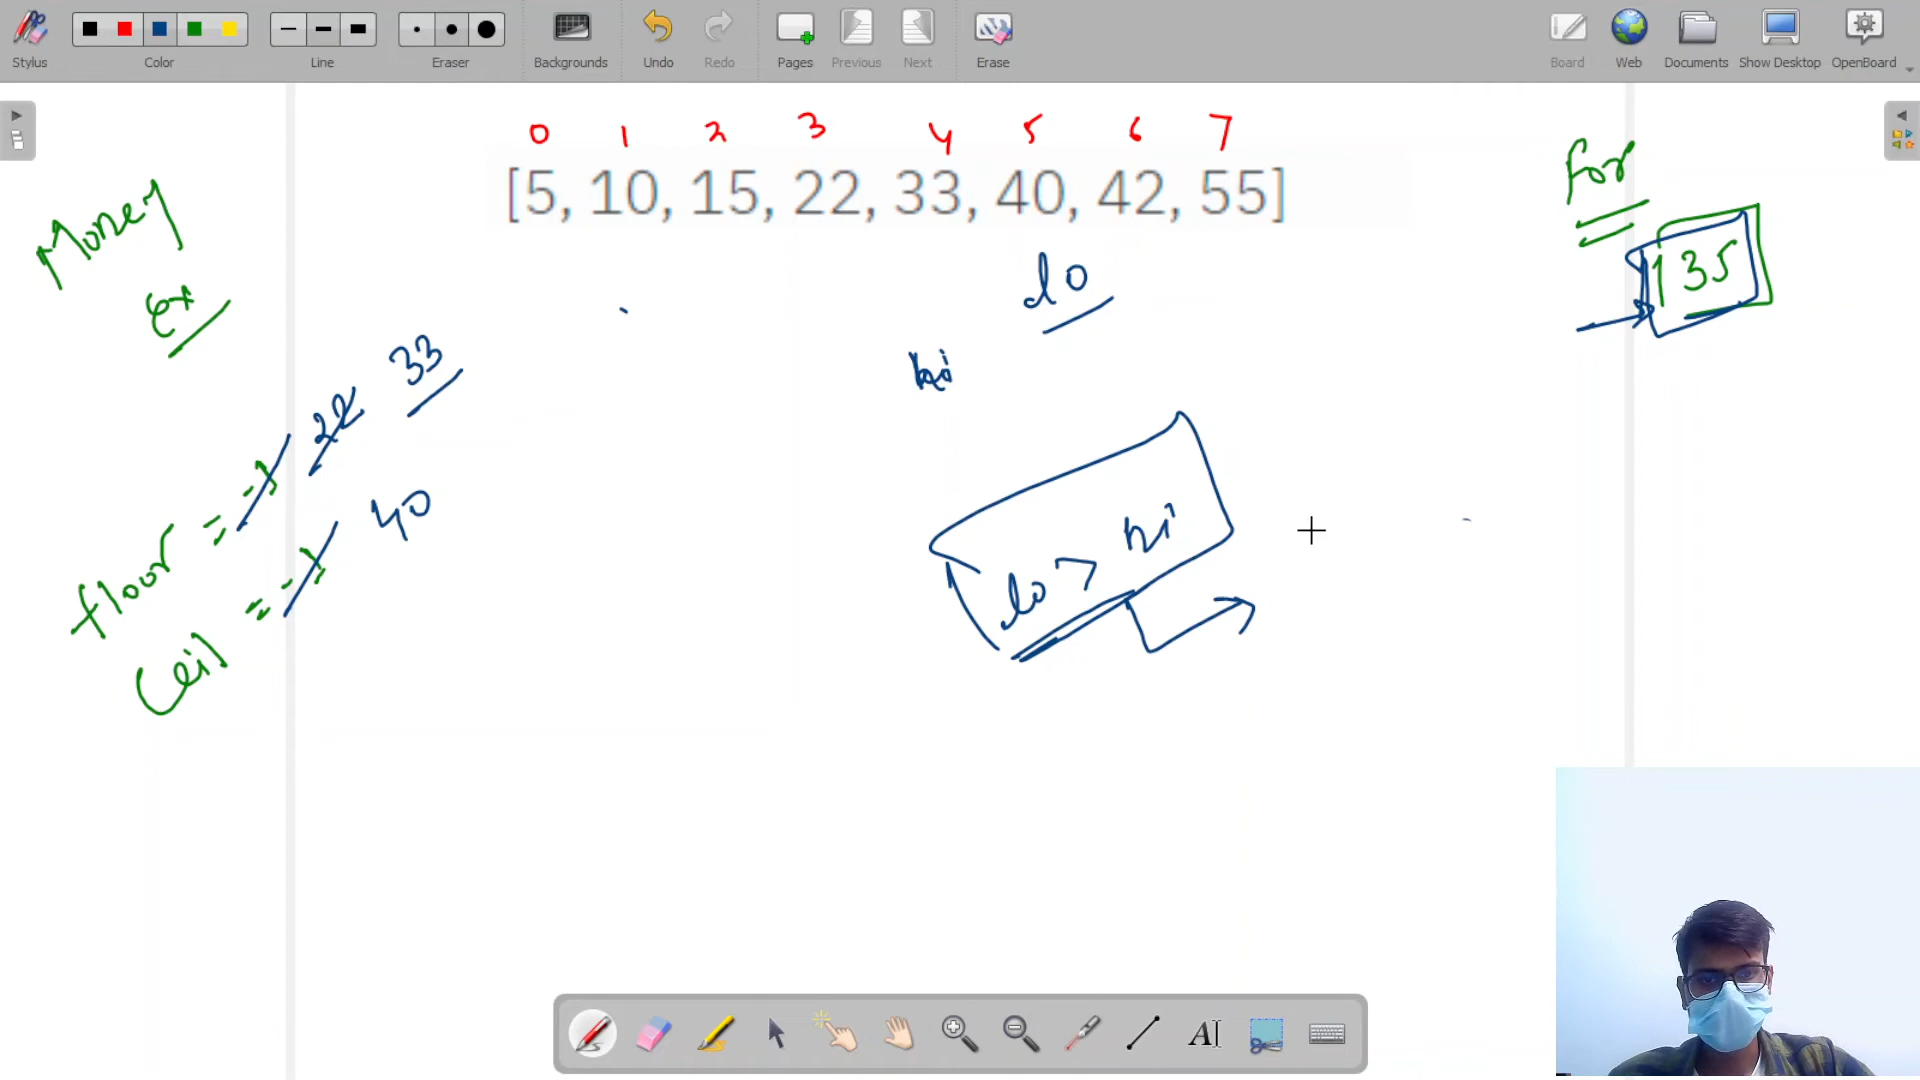 Stylus
Color
Line
Eraser
Backgrounds
Undo
Redo
Pages
Previous
Next
Erase
Board
Web
Documents
Show Desktop
OpenBoard
0 1 2 3 4 5 6 7
[5, 10, 15, 22, 33, 40, 42, 55]
For
135
Money
Ex
lo
hi
floor = -1 22 33
Ceil = -1 40
lo > hi
A